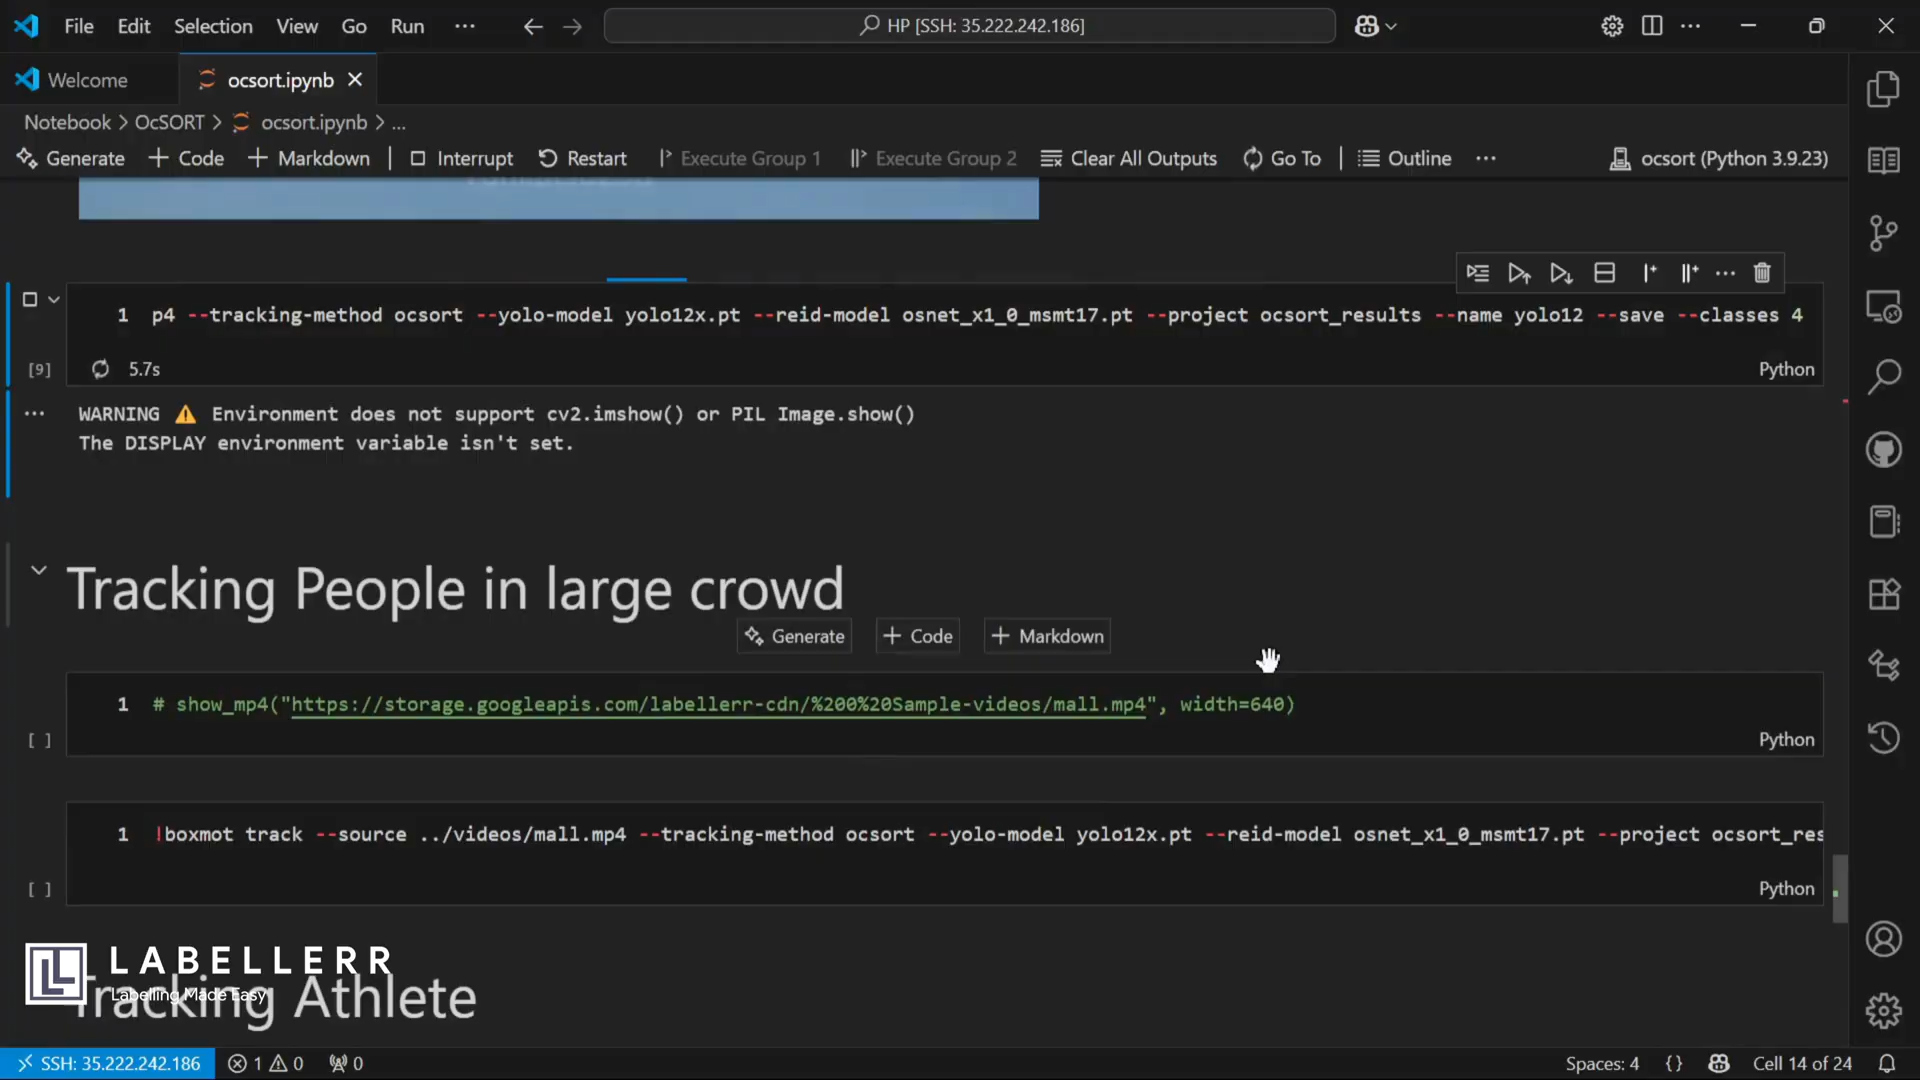 File Edit Selection View Go Run ···
HP [SSH: 35.222.242.186]
Welcome
ocsort.ipynb
Notebook > OcSORT > ocsort.ipynb > ...
Generate + Code + Markdown | Interrupt Restart Execute Group 1 Execute Group 2 Clear All Outputs Go To | Outline ··· ocsort (Python 3.9.23)
1 p4 --tracking-method ocsort --yolo-model yolo12x.pt --reid-model osnet_x1_0_msmt17.pt --project ocsort_results --name yolo12 --save --classes 4
[9] 5.7s Python
WARNING ⚠️ Environment does not support cv2.imshow() or PIL Image.show()
The DISPLAY environment variable isn't set.
Tracking People in large crowd
Generate + Code + Markdown
1 # show_mp4("https://storage.googleapis.com/labellerr-cdn/%200%20Sample-videos/mall.mp4", width=640)
[ ] Python
1 !boxmot track --source ../videos/mall.mp4 --tracking-method ocsort --yolo-model yolo12x.pt --reid-model osnet_x1_0_msmt17.pt --project ocsort_res
[ ] Python
LABELLERR
Labelling Made Easy
Tracking Athlete
SSH: 35.222.242.186 1 0 0 Spaces: 4 {} Cell 14 of 24